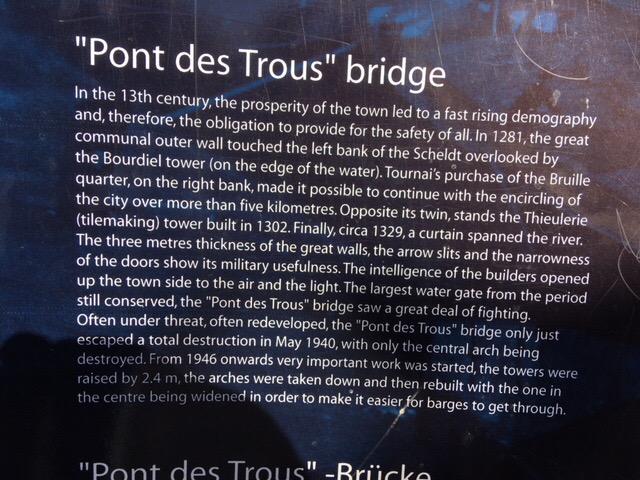 "Pont des Trous" bridge
In the 13th century, the prosperity of the town led to a fast rising demography
and, therefore, the obligation to provide for the safety of all. In 1281, the great
communal outer wall touched the left bank of the Scheldt overlooked by
the Bourdiel tower (on the edge of the water). Tournai's purchase of the Bruille
quarter, on the right bank, made it possible to continue with the encircling of
the city over more than five kilometres. Opposite its twin, stands the Thieulerie
(tilemaking) tower built in 1302. Finally, circa 1329, a curtain spanned the river.
The three metres thickness of the great walls, the arrow slits and the narrowness
of the doors show its military usefulness. The intelligence of the builders opened
up the town side to the air and the light. The largest water gate from the period
still conserved, the "Pont des Trous" bridge saw a great deal of fighting.
Often under threat, often redeveloped, the "Pont des Trous" bridge only just
escaped a total destruction in May 1940, with only the central arch being
destroyed. From 1946 onwards very important work was started, the towers were
raised by 2.4 m, the arches were taken down and then rebuilt with the one in
the centre being widened in order to make it easier for barges to get through.
"Pont des Trous" -Brücke